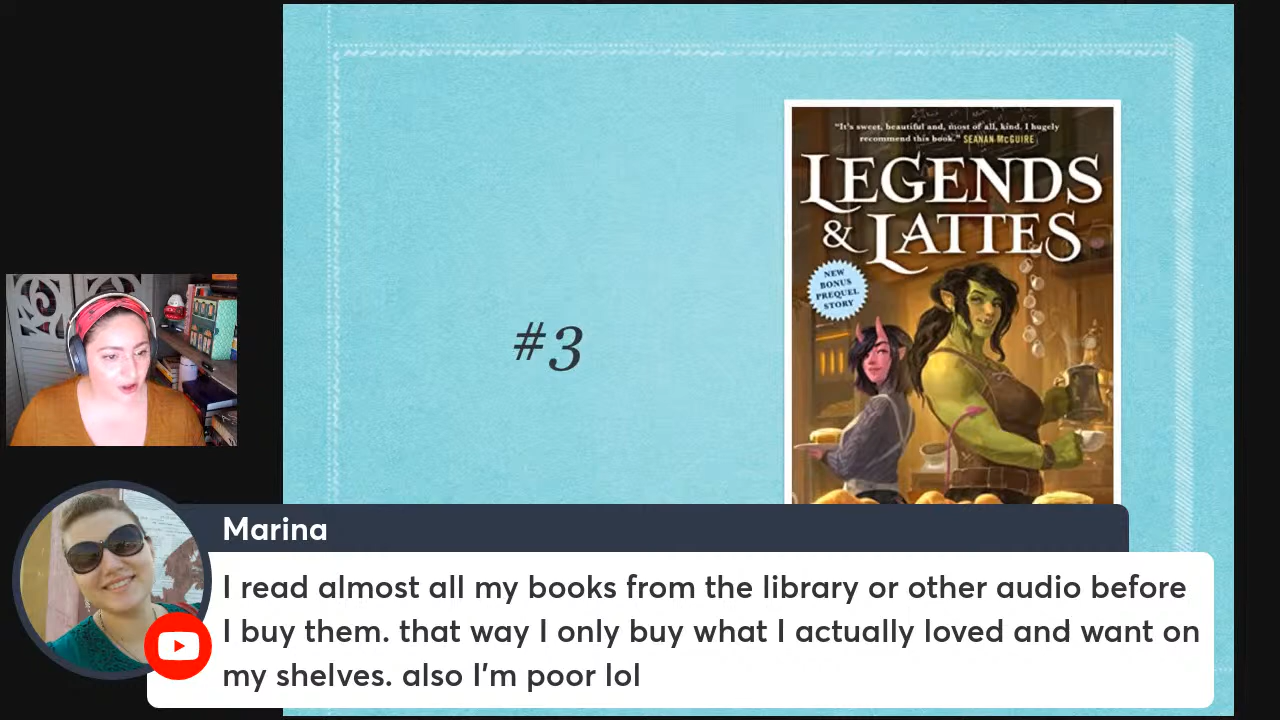 "It's sweet, beautiful and, most of all, kind. I hugely
recommend this book." SEANAN McGUIRE
LEGENDS
& LATTES
NEW
BONUS
PREQUEL
STORY
#3
Marina
I read almost all my books from the library or other audio before
I buy them. that way I only buy what I actually loved and want on
my shelves. also I'm poor lol